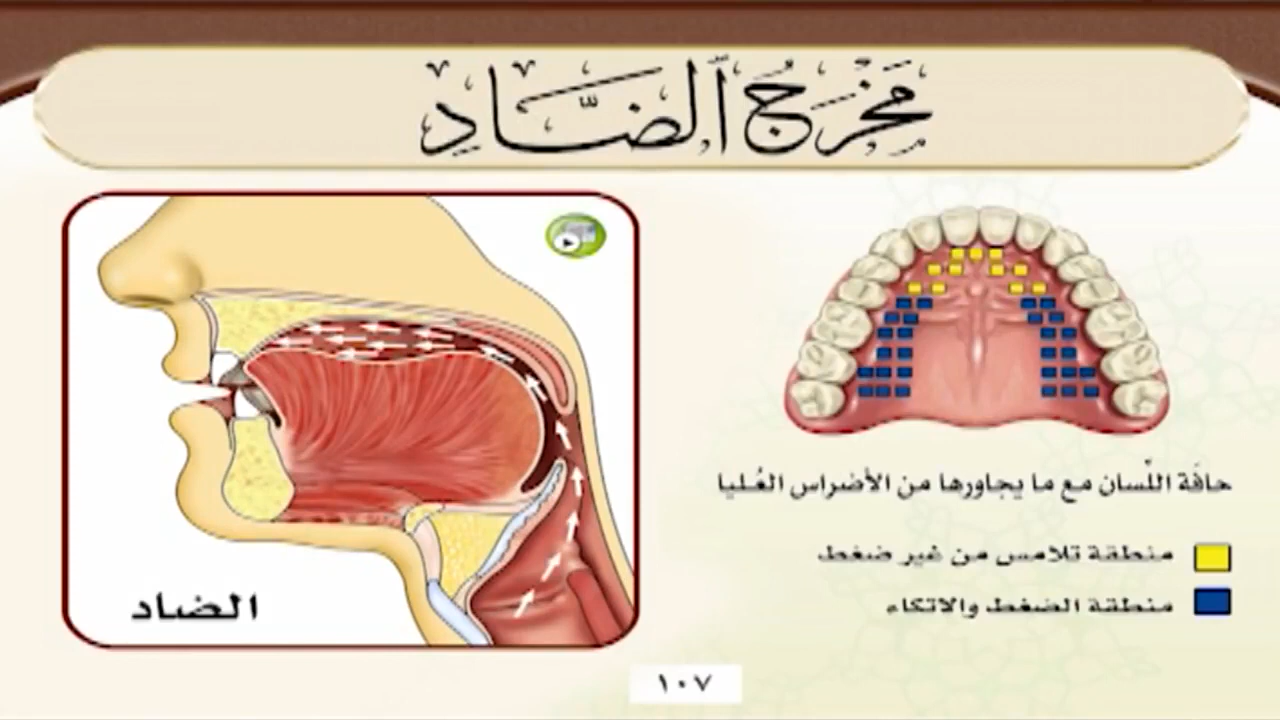 مَخْرَجُ ٱلضَّادِ
حافَة اللِّسان مع ما يجاورها من الأضراس العُليا
منطقة تلامس من غير ضغط
منطقة الضغط والاتكاء
الضاد
١٠٧